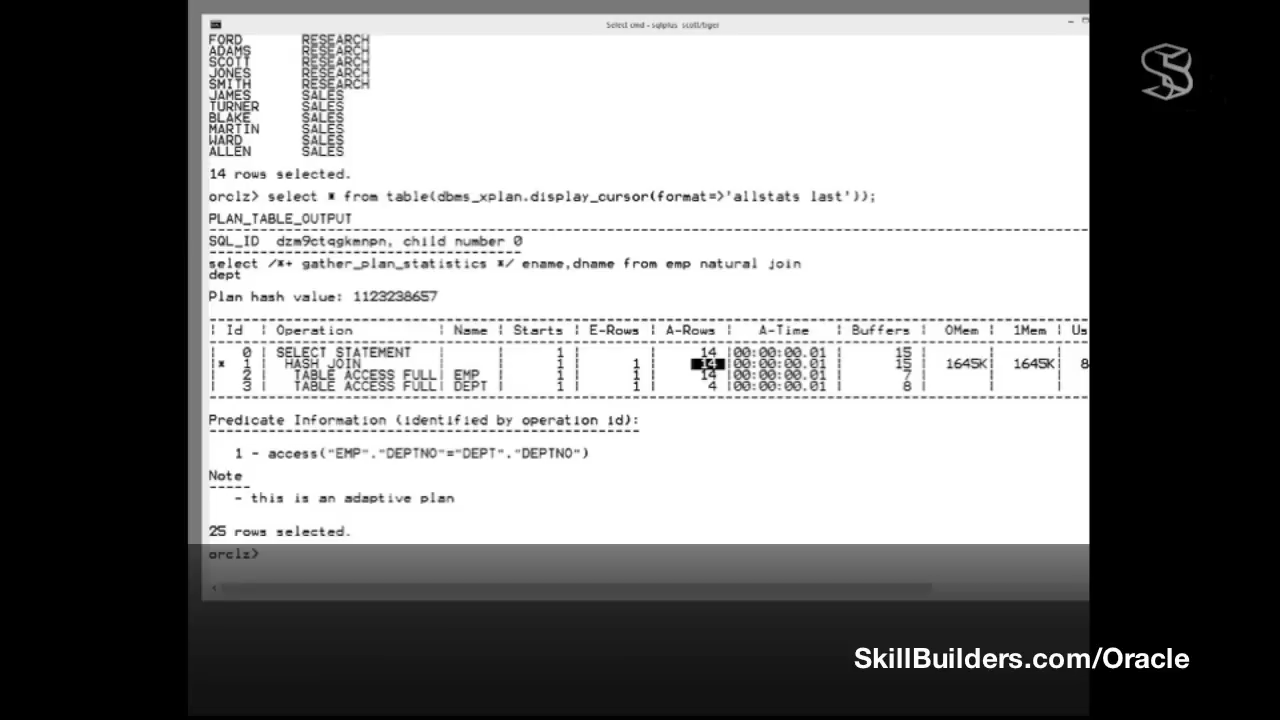 Select cmd - sqlplus scott/tiger
FORD RESEARCH
ADAMS RESEARCH
SCOTT RESEARCH
JONES RESEARCH
SMITH RESEARCH
JAMES SALES
TURNER SALES
BLAKE SALES
MARTIN SALES
WARD SALES
ALLEN SALES
14 rows selected.
orclz> select * from table(dbms_xplan.display_cursor(format=>'allstats last'));
PLAN_TABLE_OUTPUT
SQL_ID dzm9ctqgkmnpn, child number 0
select /*+ gather_plan_statistics */ ename,dname from emp natural join
dept
Plan hash value: 1123238657
| Id | Operation | Name | Starts | E-Rows | A-Rows | A-Time | Buffers | OMem | 1Mem | Us
| 0 | SELECT STATEMENT | | 1 | | 14 |00:00:00.01 | 15 | | |
|* 1 | HASH JOIN | | 1 | 1 | 14 |00:00:00.01 | 15 | 1645K| 1645K| 8
| 2 | TABLE ACCESS FULL| EMP | 1 | 1 | 14 |00:00:00.01 | 7 | | |
| 3 | TABLE ACCESS FULL| DEPT | 1 | 1 | 4 |00:00:00.01 | 8 | | |
Predicate Information (identified by operation id):
1 - access("EMP"."DEPTNO"="DEPT"."DEPTNO")
Note
- this is an adaptive plan
25 rows selected.
orclz>
SkillBuilders.com/Oracle